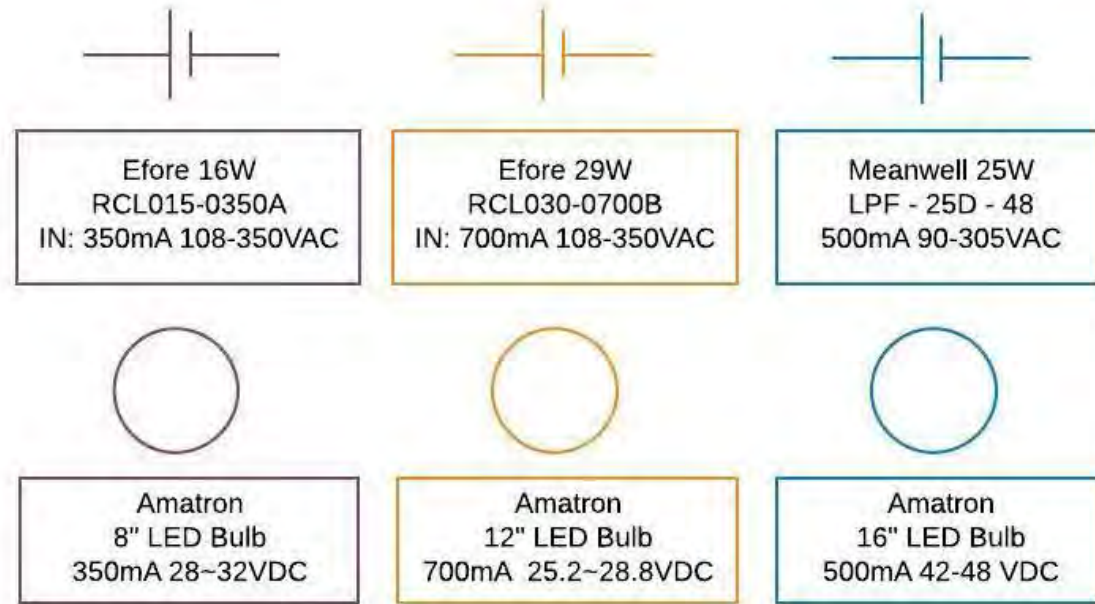 Efore 16W
RCL015-0350A
IN: 350mA 108-350VAC
Efore 29W
RCL030-0700B
IN: 700mA 108-350VAC
Meanwell 25W
LPF - 25D - 48
500mA 90-305VAC
Amatron
8" LED Bulb
350mA 28~32VDC
Amatron
12" LED Bulb
700mA 25.2~28.8VDC
Amatron
16" LED Bulb
500mA 42-48 VDC